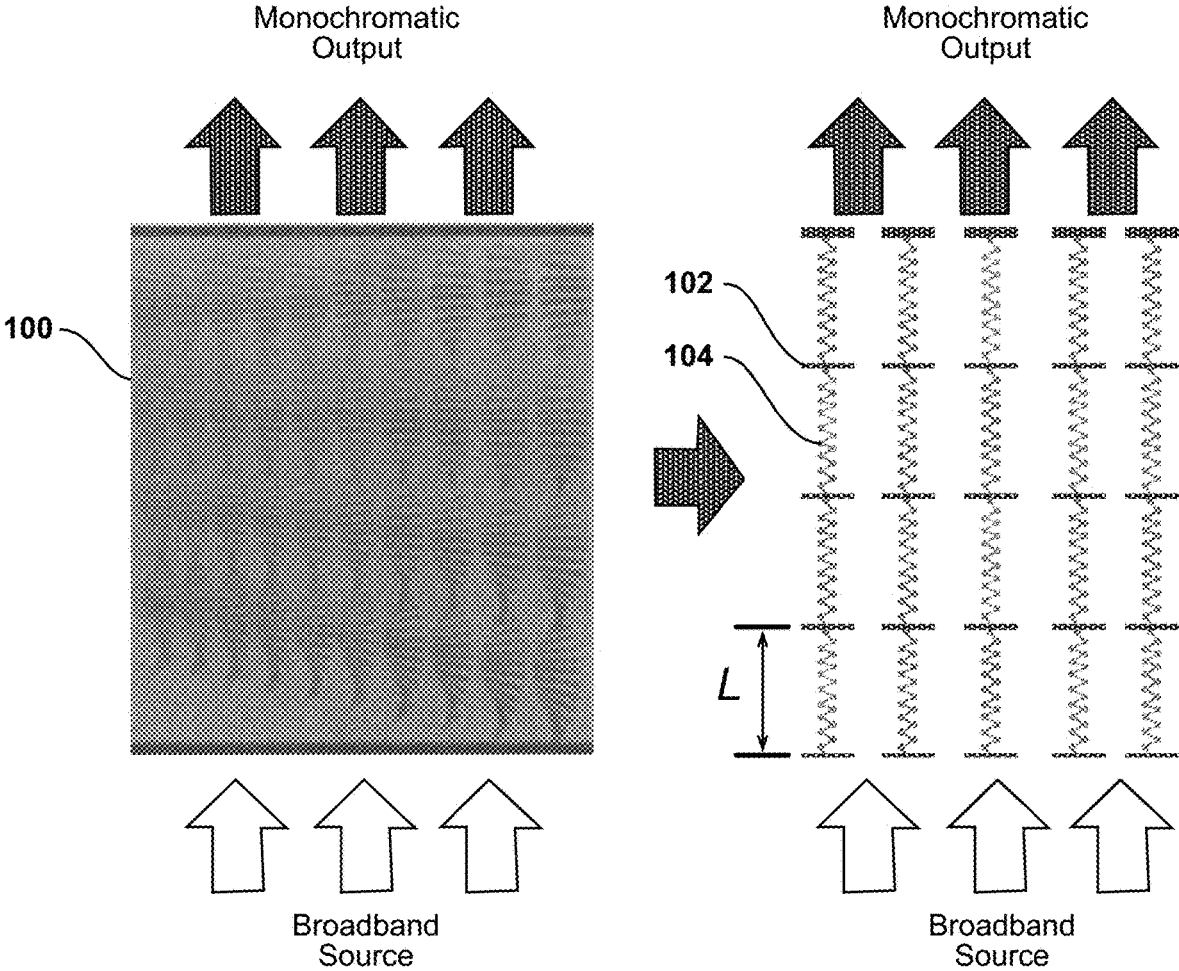 Monochromatic
Output
Monochromatic
Output
102
100
104
L
Broadband
Source
Broadband
Source